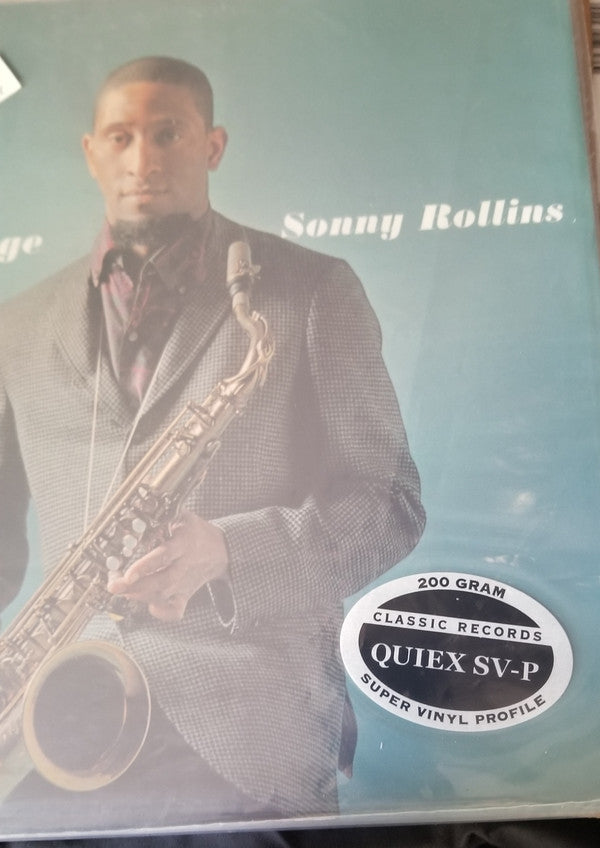 ge
Sonny Rollins
200 GRAM
CLASSIC RECORDS
QUIEX SV-P
SUPER VINYL PROFILE